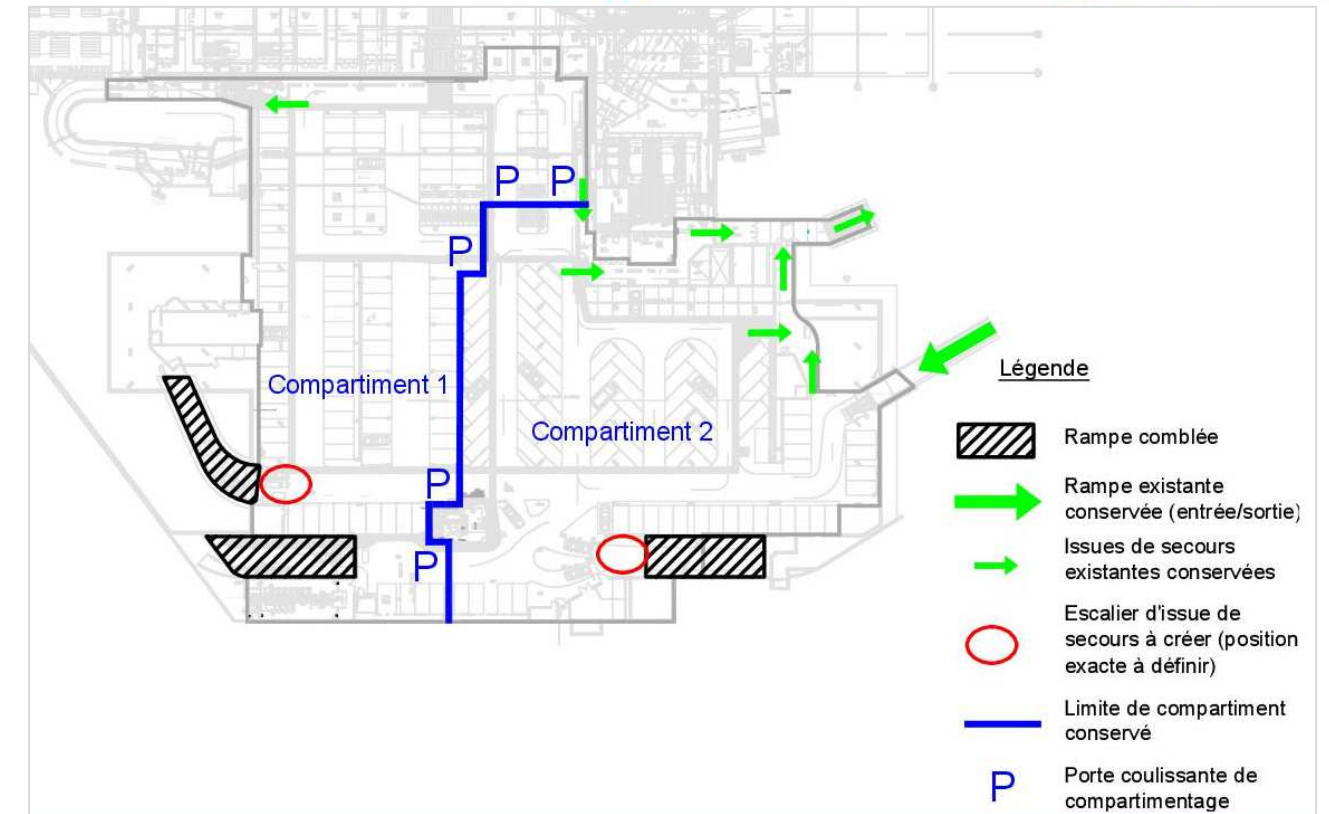 P P
P
Compartiment 1
Compartiment 2
P
P
Légende
Rampe comblée
Rampe existante
conservée (entrée/sortie)
Issues de secours
existantes conservées
Escalier d'issue de
secours à créer (position
exacte à définir)
Limite de compartiment
conservé
P
Porte coulissante de
compartimentage